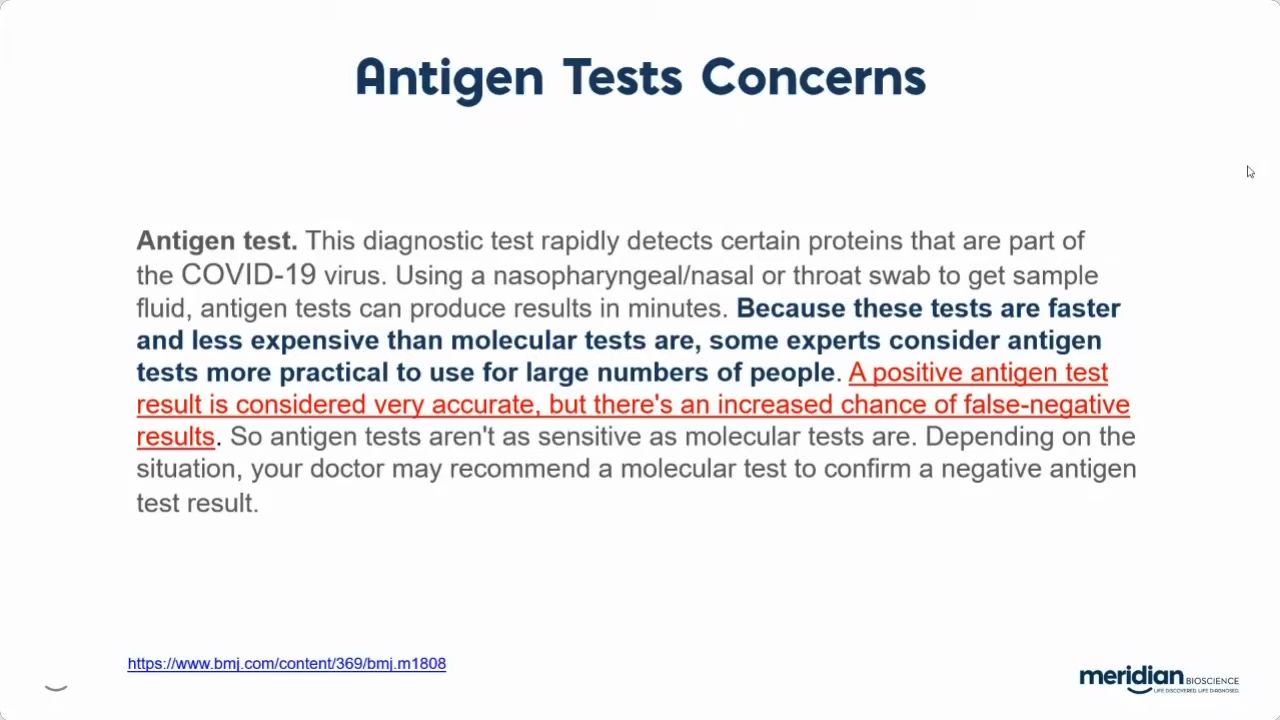 Antigen Tests Concerns
Antigen test. This diagnostic test rapidly detects certain proteins that are part of
the COVID-19 virus. Using a nasopharyngeal/nasal or throat swab to get sample
fluid, antigen tests can produce results in minutes. Because these tests are faster
and less expensive than molecular tests are, some experts consider antigen
tests more practical to use for large numbers of people. A positive antigen test
result is considered very accurate, but there's an increased chance of false-negative
results. So antigen tests aren't as sensitive as molecular tests are. Depending on the
situation, your doctor may recommend a molecular test to confirm a negative antigen
test result.
https://www.bmj.com/content/369/bmj.m1808
meridian BIOSCIENCE
LIFE DISCOVERED. LIFE DIAGNOSED.